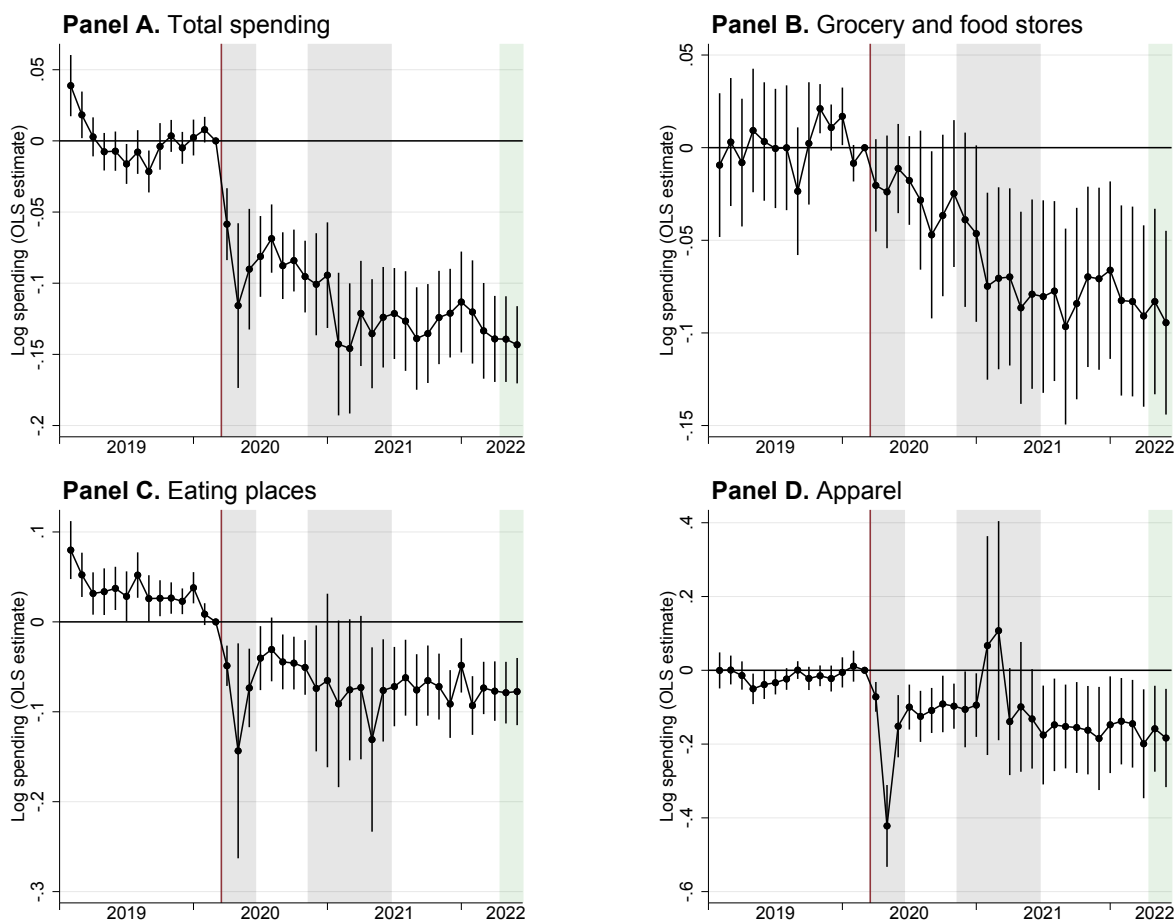 Panel A. Total spending
Log spending (OLS estimate)
.05
0
-.05
-.1
-.15
-.2
2019 2020 2021 2022
Panel B. Grocery and food stores
Log spending (OLS estimate)
.05
0
-.05
-.1
-.15
2019 2020 2021 2022
Panel C. Eating places
Log spending (OLS estimate)
.1
0
-.1
-.2
-.3
2019 2020 2021 2022
Panel D. Apparel
Log spending (OLS estimate)
.4
.2
0
-.2
-.4
-.6
2019 2020 2021 2022